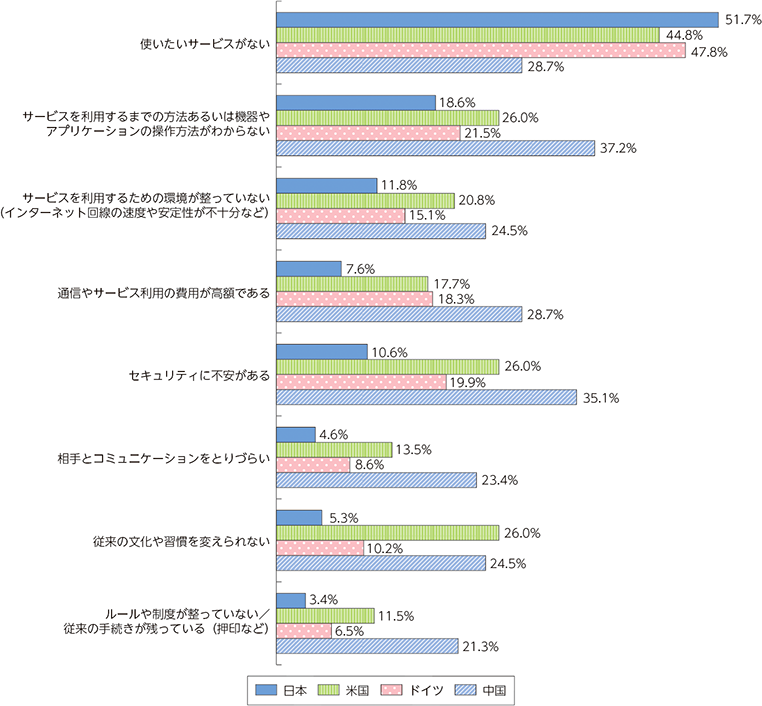 使いたいサービスがない
51.7%
44.8%
47.8%
28.7%
サービスを利用するまでの方法あるいは機器や
アプリケーションの操作方法がわからない
18.6%
26.0%
21.5%
37.2%
サービスを利用するための環境が整っていない
(インターネット回線の速度や安定性が不十分など)
11.8%
20.8%
15.1%
24.5%
通信やサービス利用の費用が高額である
7.6%
17.7%
18.3%
28.7%
セキュリティに不安がある
10.6%
26.0%
19.9%
35.1%
相手とコミュニケーションをとりづらい
4.6%
13.5%
8.6%
23.4%
従来の文化や習慣を変えられない
5.3%
26.0%
10.2%
24.5%
ルールや制度が整っていない／
従来の手続きが残っている（押印など）
3.4%
11.5%
6.5%
21.3%
日本 米国 ドイツ 中国